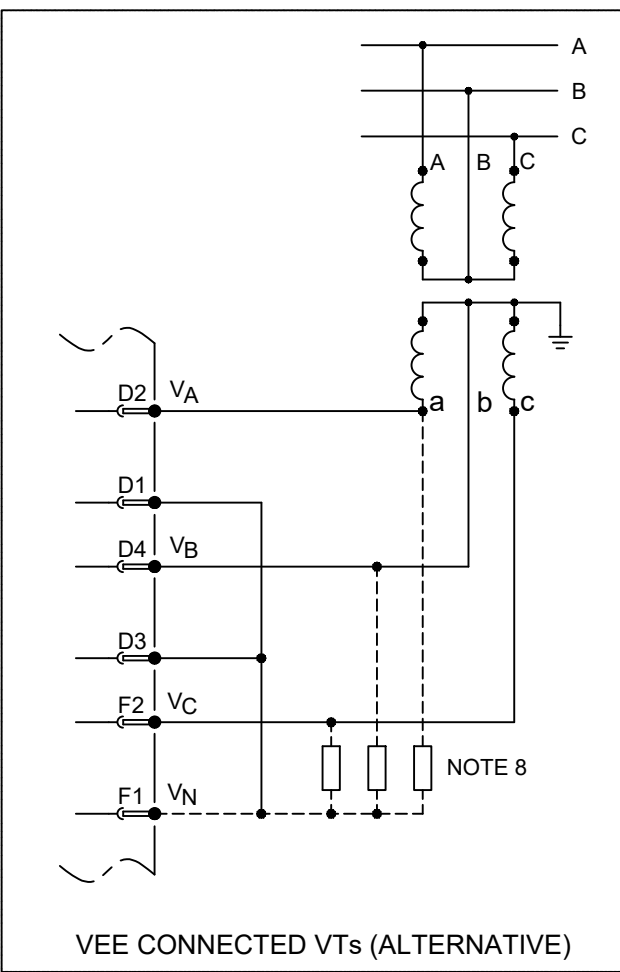 A
B
C
A B C
a b c
D2 VA
D1
D4 VB
D3
F2 VC
NOTE 8
F1 VN
VEE CONNECTED VTs (ALTERNATIVE)